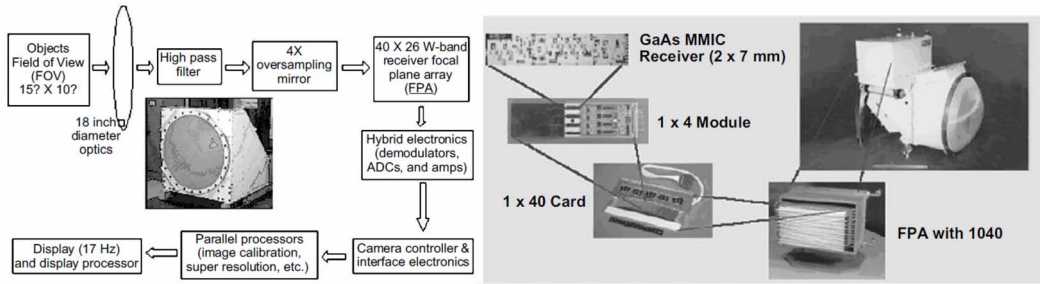 Objects
Field of View
(FOV)
15? X 10?
18 inch
diameter
optics
High pass
filter
4X
oversampling
mirror
40 X 26 W-band
receiver focal
plane array
(FPA)
Hybrid electronics
(demodulators,
ADCs, and amps)
Camera controller &
interface electronics
Parallel processors
(image calibration,
super resolution, etc.)
Display (17 Hz)
and display processor
GaAs MMIC
Receiver (2 x 7 mm)
1 x 4 Module
1 x 40 Card
FPA with 1040